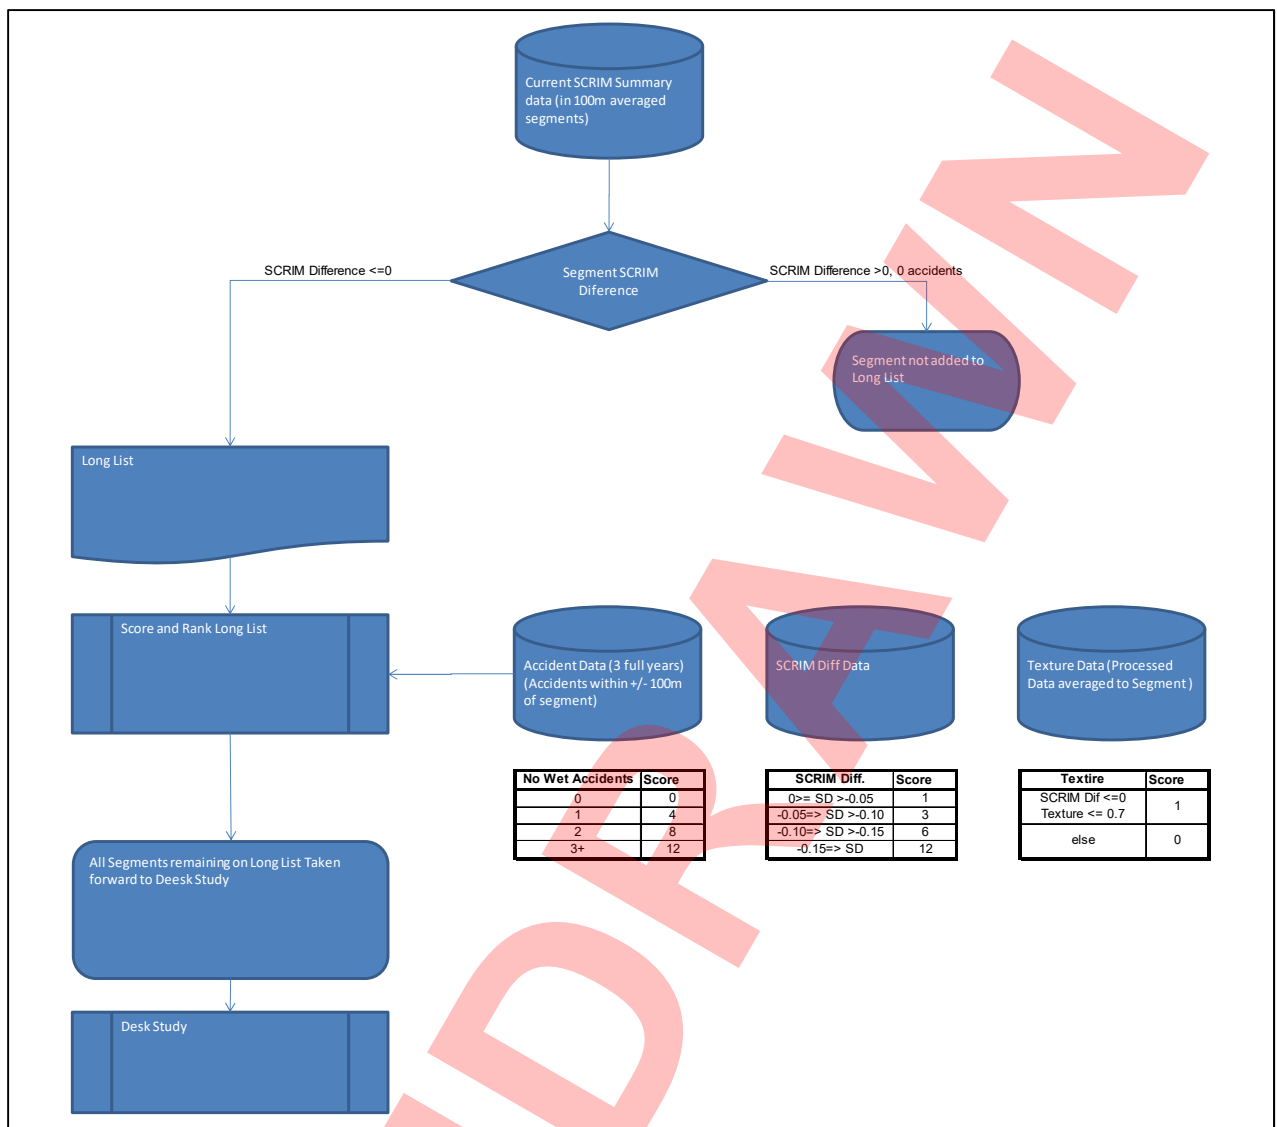 Current SCRIM Summary
data (in 100m averaged
segments)
SCRIM Difference <=0
Segment SCRIM
Diference
SCRIM Difference >0, 0 accidents
Segment not added to
Long List
Long List
Score and Rank Long List
Accident Data (3 full years)
(Accidents within +/- 100m
of segment)
SCRIM Diff Data
Texture Data (Processed
Data averaged to Segment )
No Wet Accidents Score
0 0
1 4
2 8
3+ 12
SCRIM Diff. Score
0>= SD >-0.05 1
-0.05=> SD >-0.10 3
-0.10=> SD >-0.15 6
-0.15=> SD 12
Textire Score
SCRIM Dif <=0
Texture <= 0.7 1
else 0
All Segments remaining on Long List Taken
forward to Deesk Study
Desk Study
DRAWN